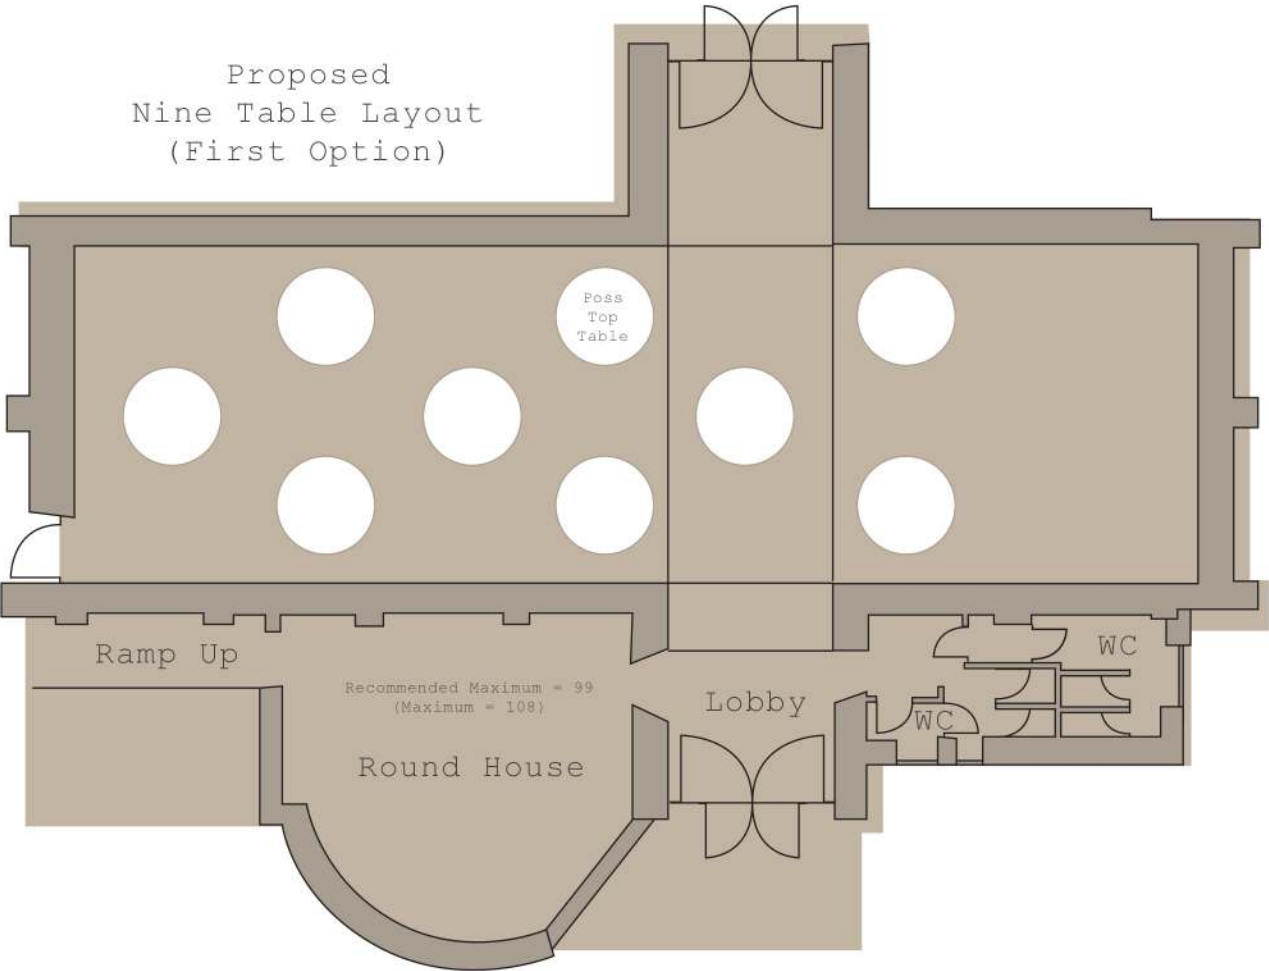 Proposed
Nine Table Layout
(First Option)
Poss
Top
Table
Ramp Up
WC
Recommended Maximum = 99
(Maximum = 108)
Lobby
WC
Round House